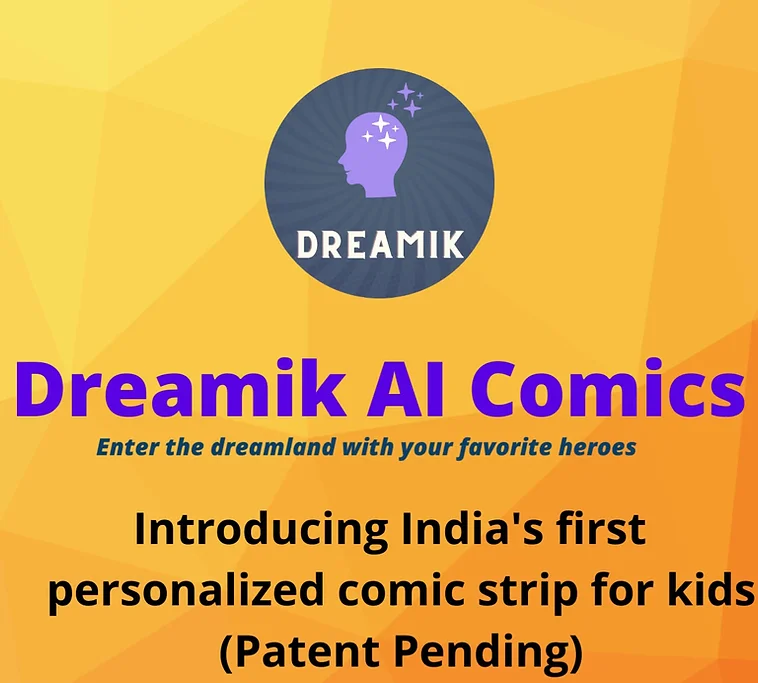 DREAMIK
Dreamik AI Comics
Enter the dreamland with your favorite heroes
Introducing India's first
personalized comic strip for kids
(Patent Pending)